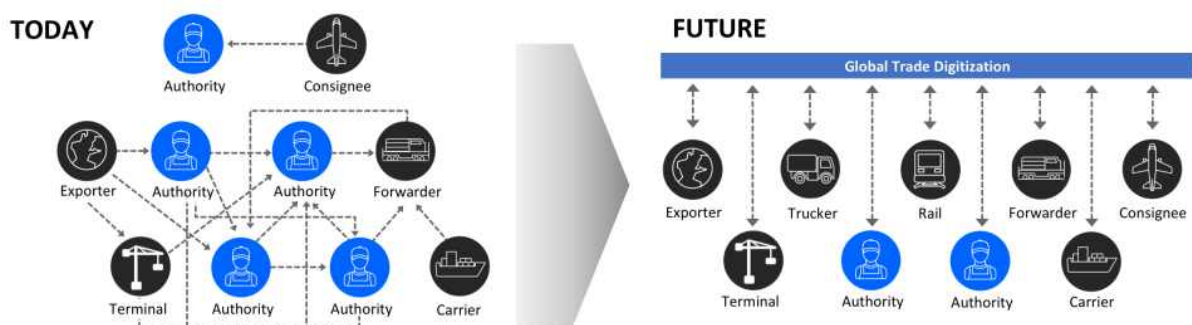 TODAY
Authority
Consignee
Exporter
Authority
Authority
Forwarder
Terminal
Authority
Authority
Carrier
FUTURE
Global Trade Digitization
Exporter
Trucker
Rail
Forwarder
Consignee
Terminal
Authority
Authority
Carrier